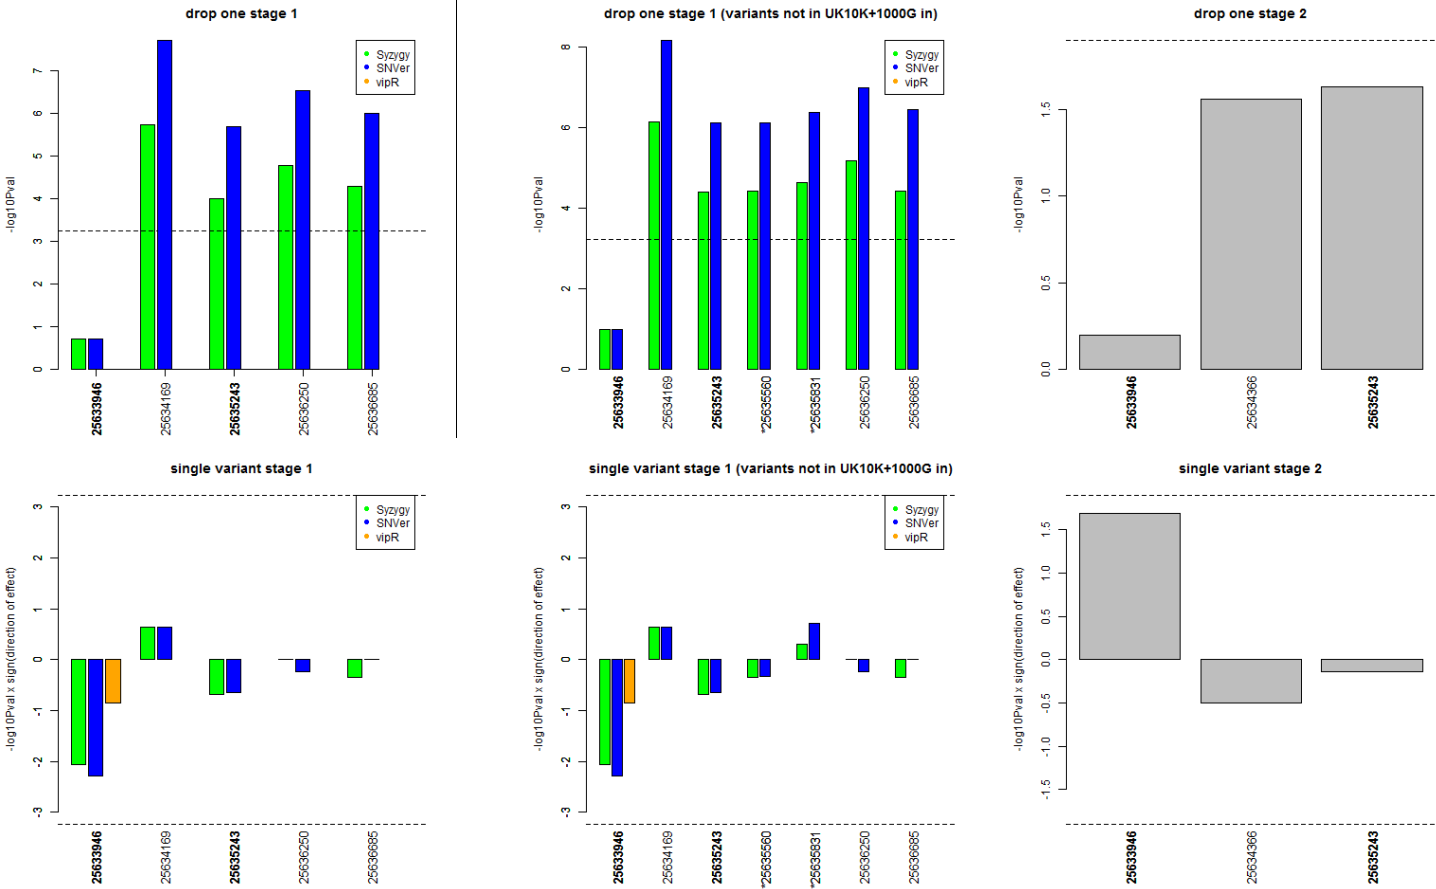 drop one stage 1
-log10Pval
7
6
5
4
3
2
1
0
Syzygy
SNVer
vipR
25633946
25634169
25635243
25636250
25636685
drop one stage 1 (variants not in UK10K+1000G in)
-log10Pval
8
6
4
2
0
Syzygy
SNVer
vipR
25633946
25634169
25635243
*25635560
*25635831
25636250
25636685
drop one stage 2
-log10Pval
1.5
1.0
0.5
0.0
25633946
25634366
25635243
single variant stage 1
-log10Pval x sign(direction of effect)
3
2
1
0
-1
-2
-3
Syzygy
SNVer
vipR
25633946
25634169
25635243
25636250
25636685
single variant stage 1 (variants not in UK10K+1000G in)
-log10Pval x sign(direction of effect)
3
2
1
0
-1
-2
-3
Syzygy
SNVer
vipR
25633946
25634169
25635243
*25635560
*25635831
25636250
25636685
single variant stage 2
-log10Pval x sign(direction of effect)
1.5
1.0
0.5
0.0
-0.5
-1.0
-1.5
25633946
25634366
25635243